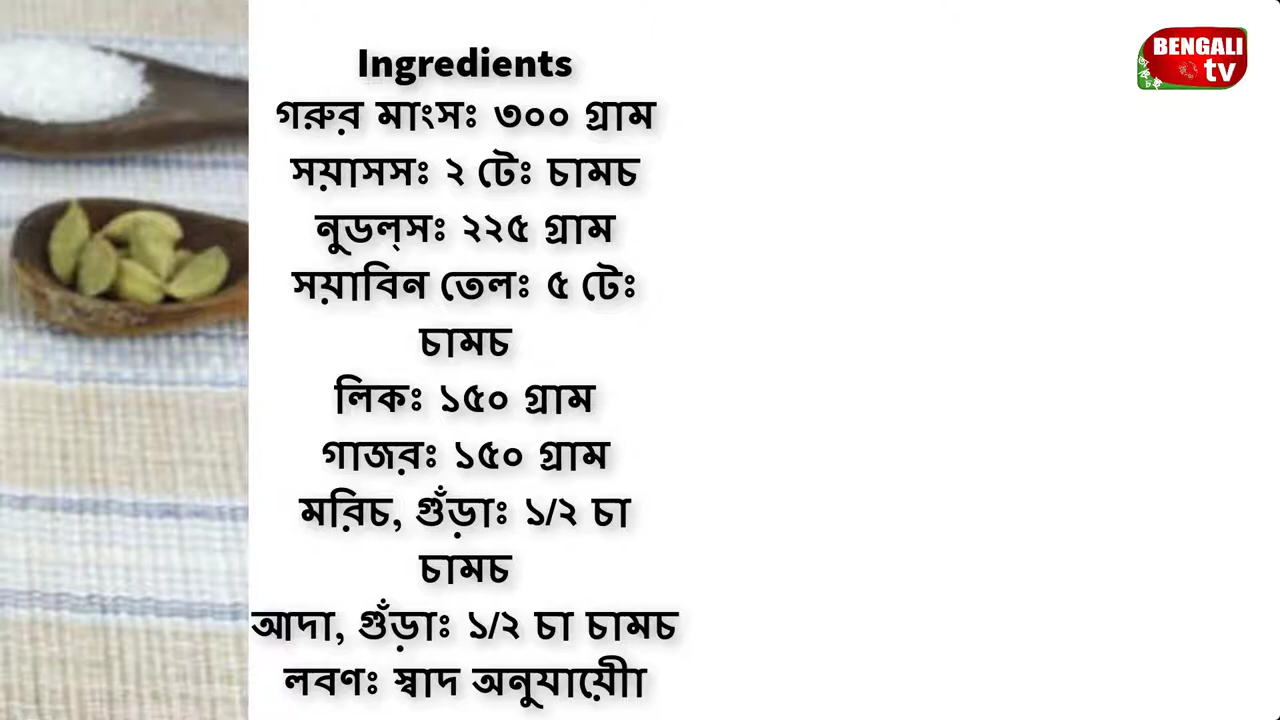 BENGALI
tv
Ingredients
গরুর মাংসঃ ৩০০ গ্রাম
সয়াসসঃ ২ টেঃ চামচ
নুডল্সঃ ২২৫ গ্রাম
সয়াবিন তেলঃ ৫ টেঃ
চামচ
লিকঃ ১৫০ গ্রাম
গাজরঃ ১৫০ গ্রাম
মরিচ, গুঁড়াঃ ১/২ চা
চামচ
আদা, গুঁড়াঃ ১/২ চা চামচ
লবণঃ স্বাদ অনুযায়ীা